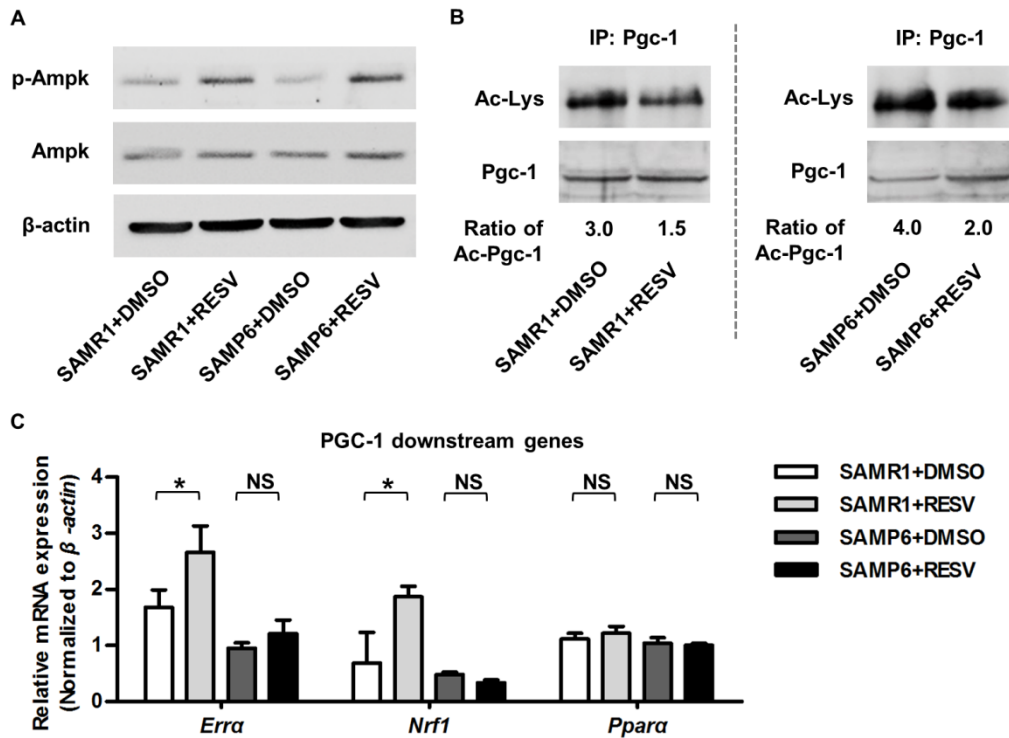 A
p-Ampk
Ampk
β-actin
SAMR1+DMSO
SAMR1+RESV
SAMP6+DMSO
SAMP6+RESV
B
IP: Pgc-1
Ac-Lys
Pgc-1
Ratio of 3.0 1.5
Ac-Pgc-1
SAMR1+DMSO
SAMR1+RESV
IP: Pgc-1
Ac-Lys
Pgc-1
Ratio of 4.0 2.0
Ac-Pgc-1
SAMP6+DMSO
SAMP6+RESV
C
PGC-1 downstream genes
Relative mRNA expression
(Normalized to β -actin)
4
3
2
1
0
* NS * NS NS NS
Errα Nrf1 Pparα
SAMR1+DMSO
SAMR1+RESV
SAMP6+DMSO
SAMP6+RESV